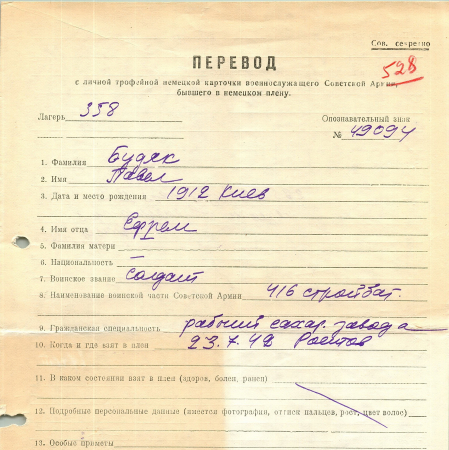 Сов. секретно
ПЕРЕВОД
528
с личной трофейной немецкой карточки военнослужащего Советской Армии,
бывшего в немецком плену.
Лагерь 358
Опознавательный знак
№ 49094
1. Фамилия Будяк
2. Имя Павел
3. Дата и место рождения 1912 Киев
4. Имя отца Ефрем
5. Фамилия матери —
6. Национальность —
7. Воинское звание солдат
8. Наименование воинской части Советской Армии 416 стройбат.
9. Гражданская специальность рабочий сахар. завода
10. Когда и где взят в плен 23.7.42 Ростов
11. В каком состоянии взят в плен (здоров, болен, ранен)
12. Подробные персональные данные (имеется фотография, оттиск пальцев, рост, цвет волос)
13. Особые приметы